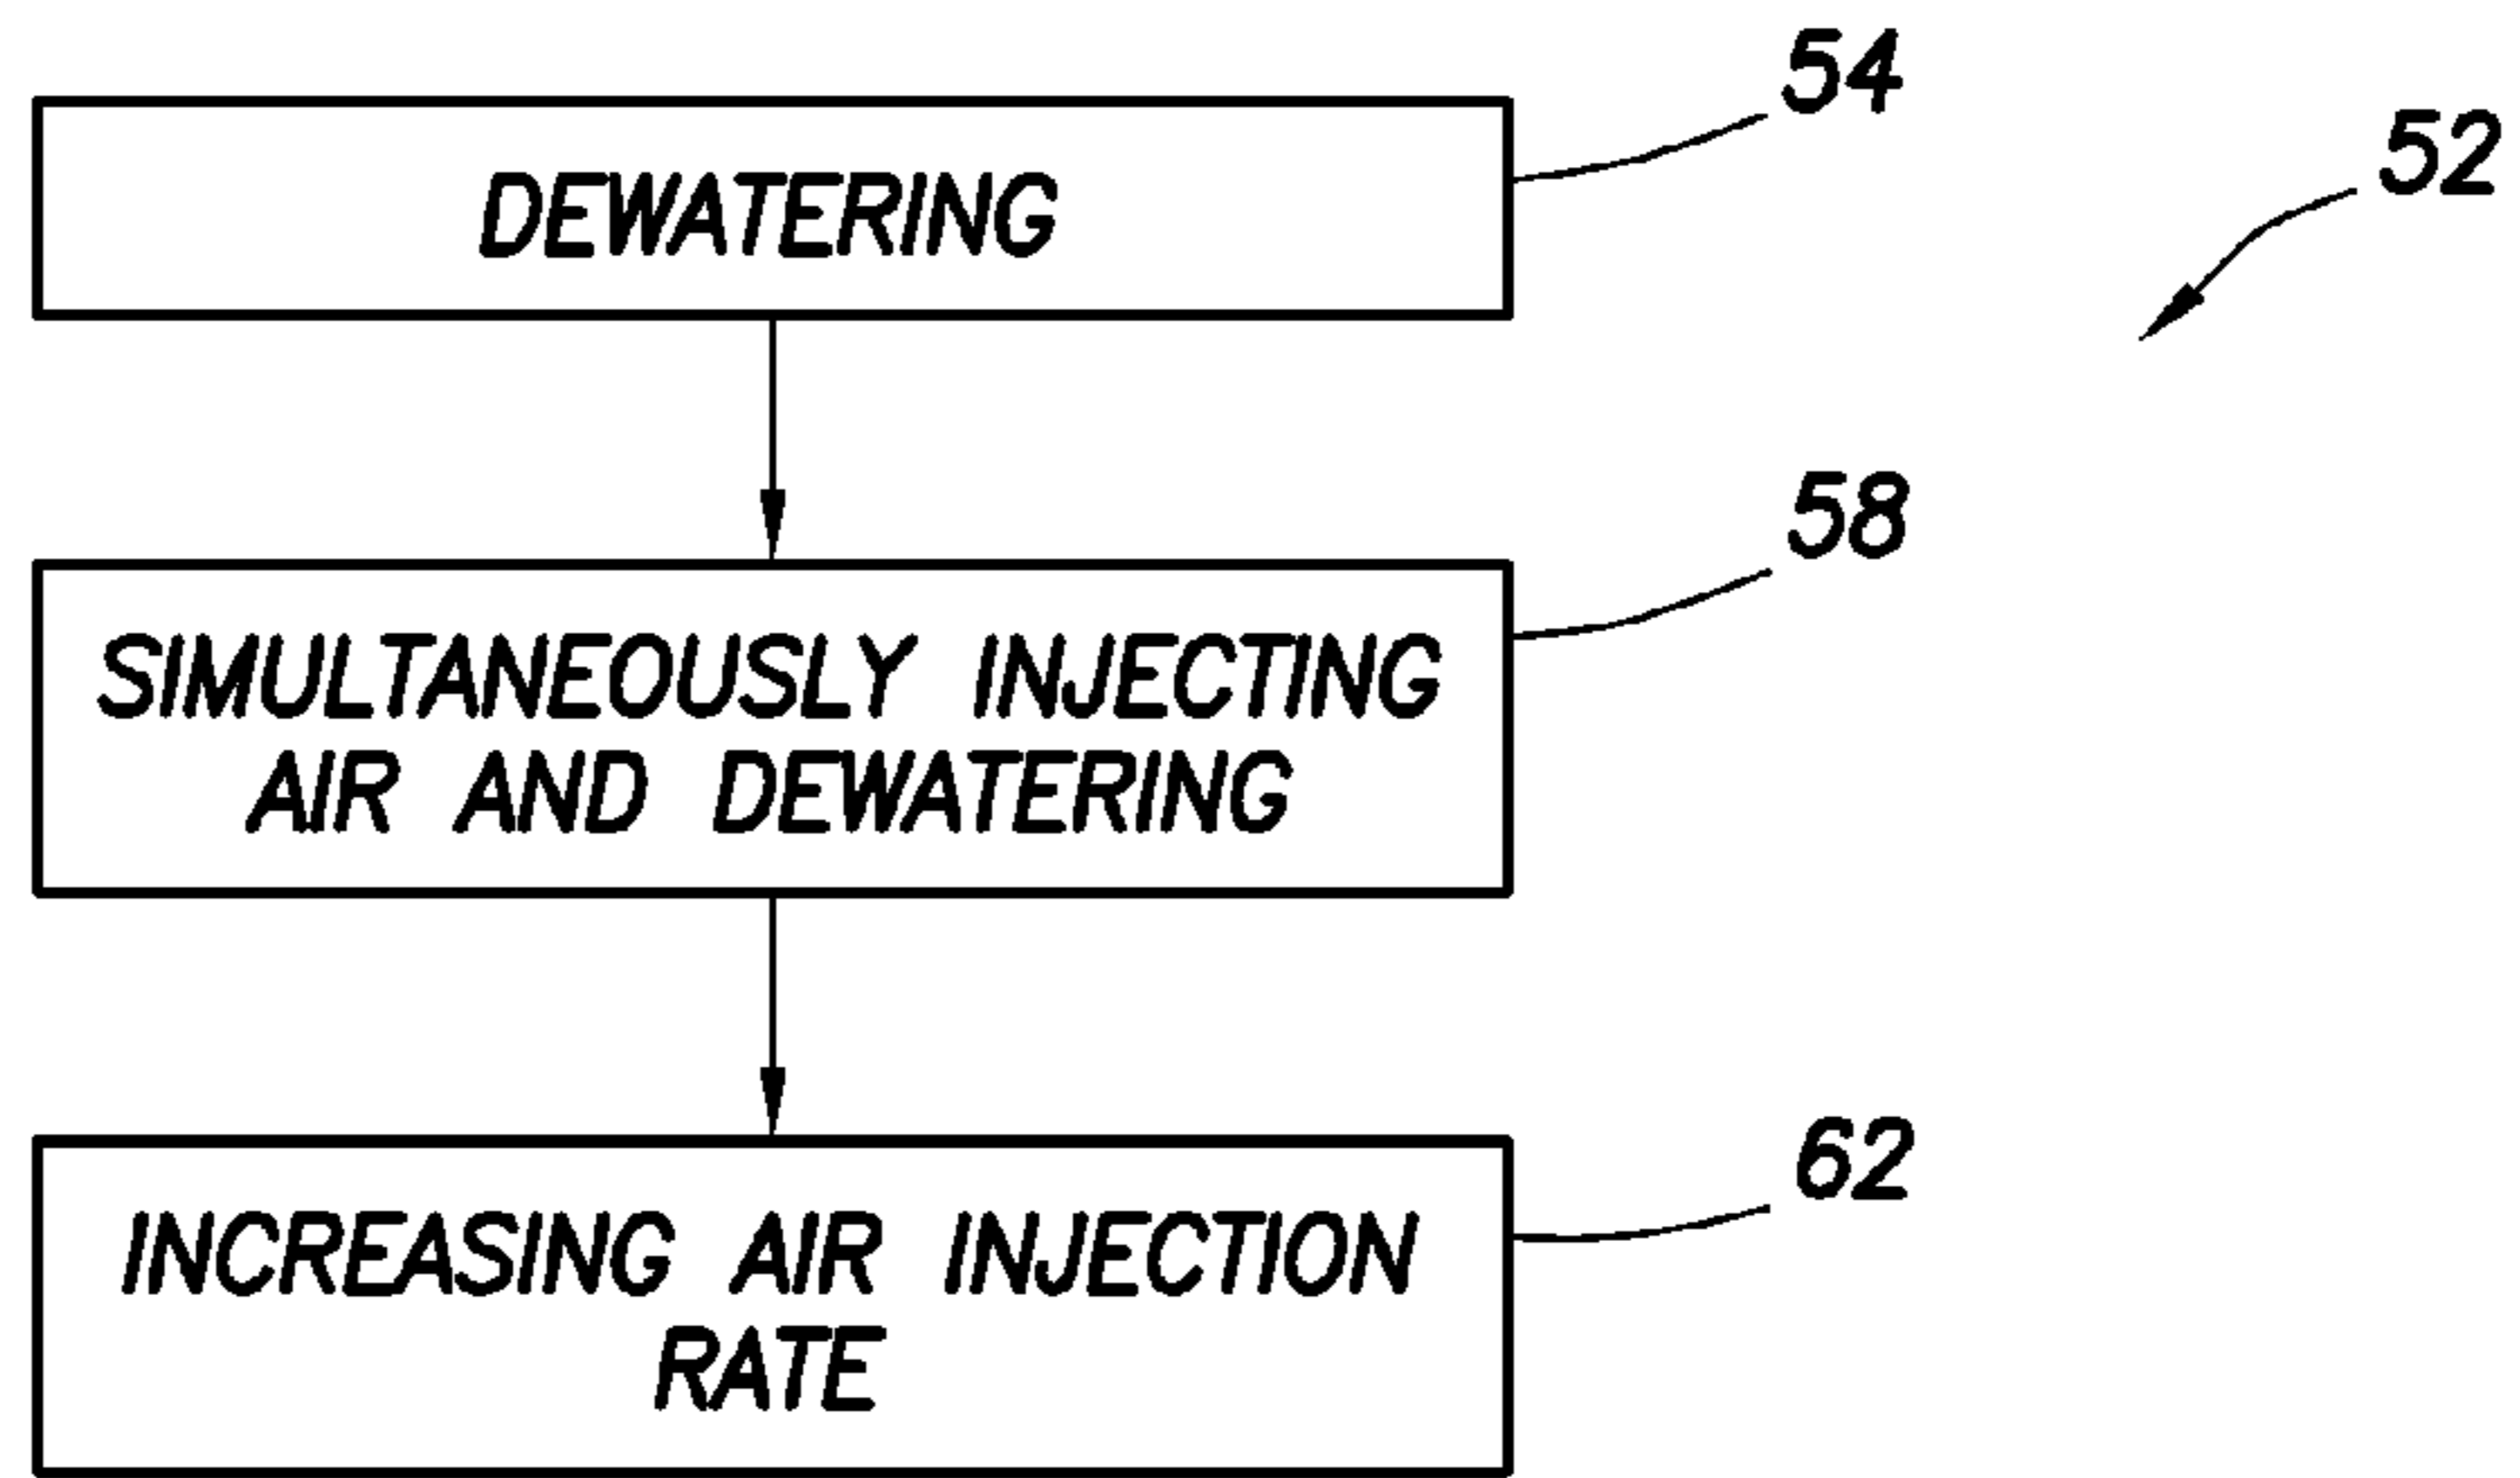 54
52
DEWATERING
58
SIMULTANEOUSLY INJECTING
AIR AND DEWATERING
62
INCREASING AIR INJECTION
RATE